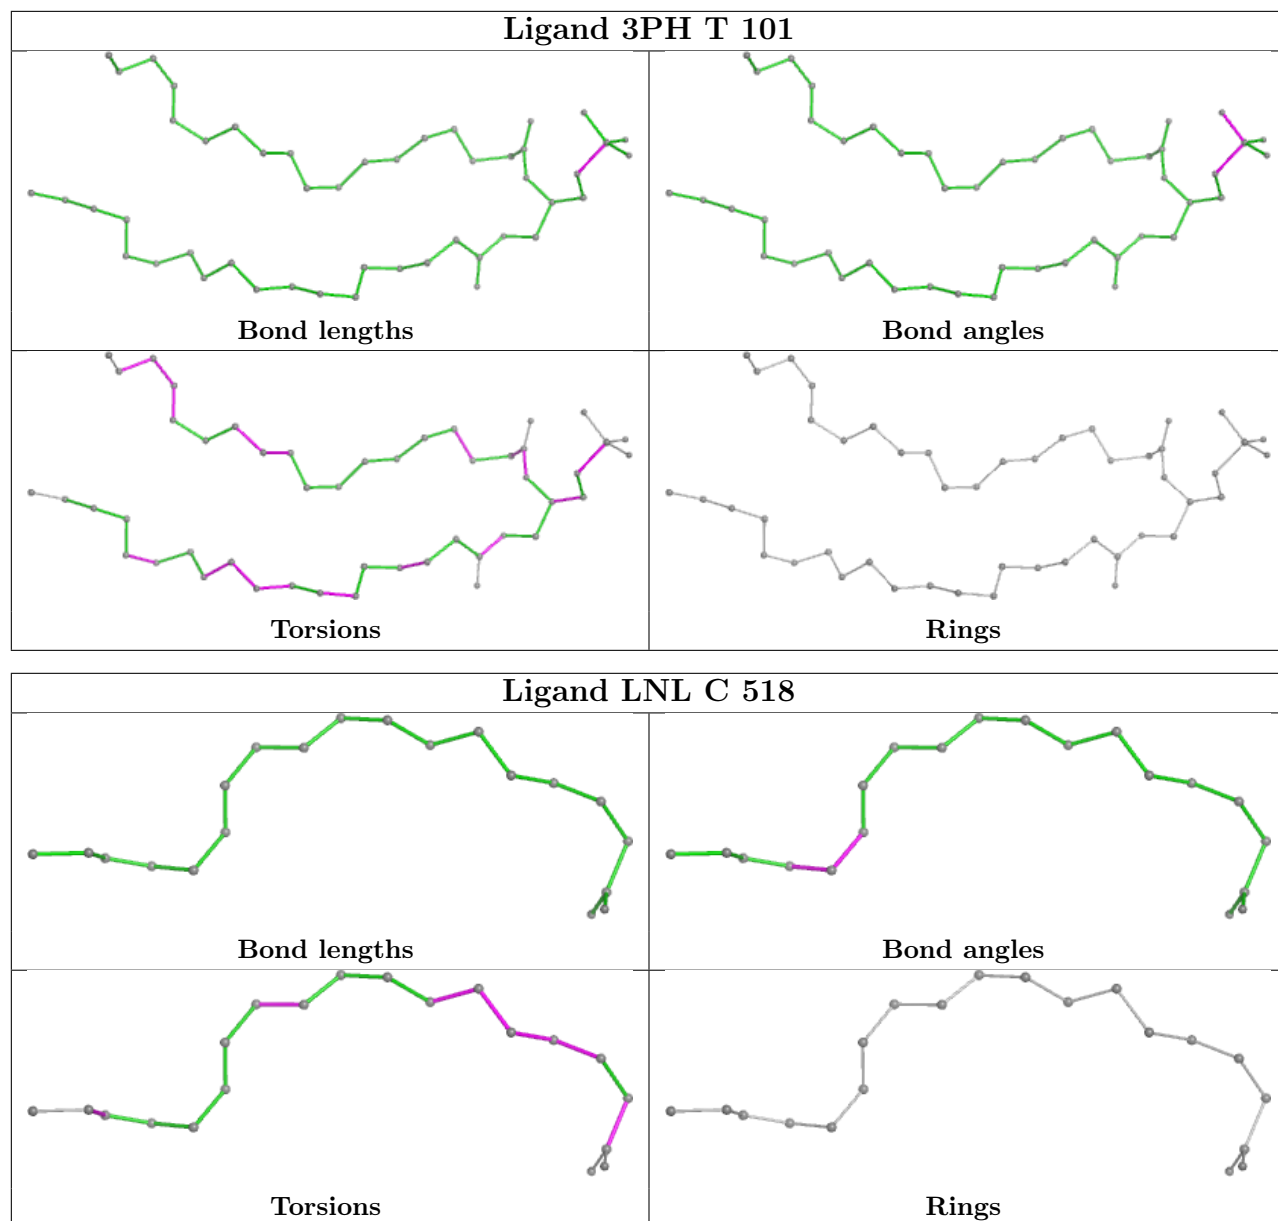 Ligand 3PH T 101
Bond lengths
Bond angles
Torsions
Rings
Ligand LNL C 518
Bond lengths
Bond angles
Torsions
Rings